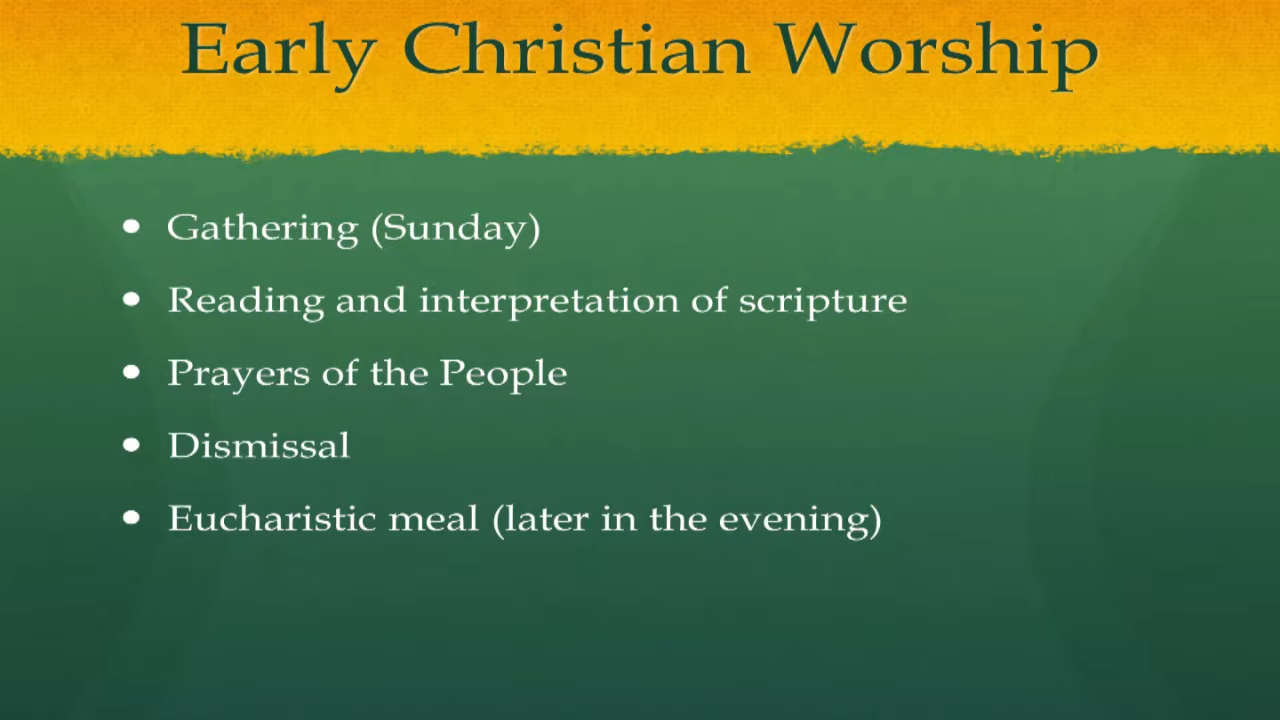 Early Christian Worship
• Gathering (Sunday)
• Reading and interpretation of scripture
• Prayers of the People
• Dismissal
• Eucharistic meal (later in the evening)